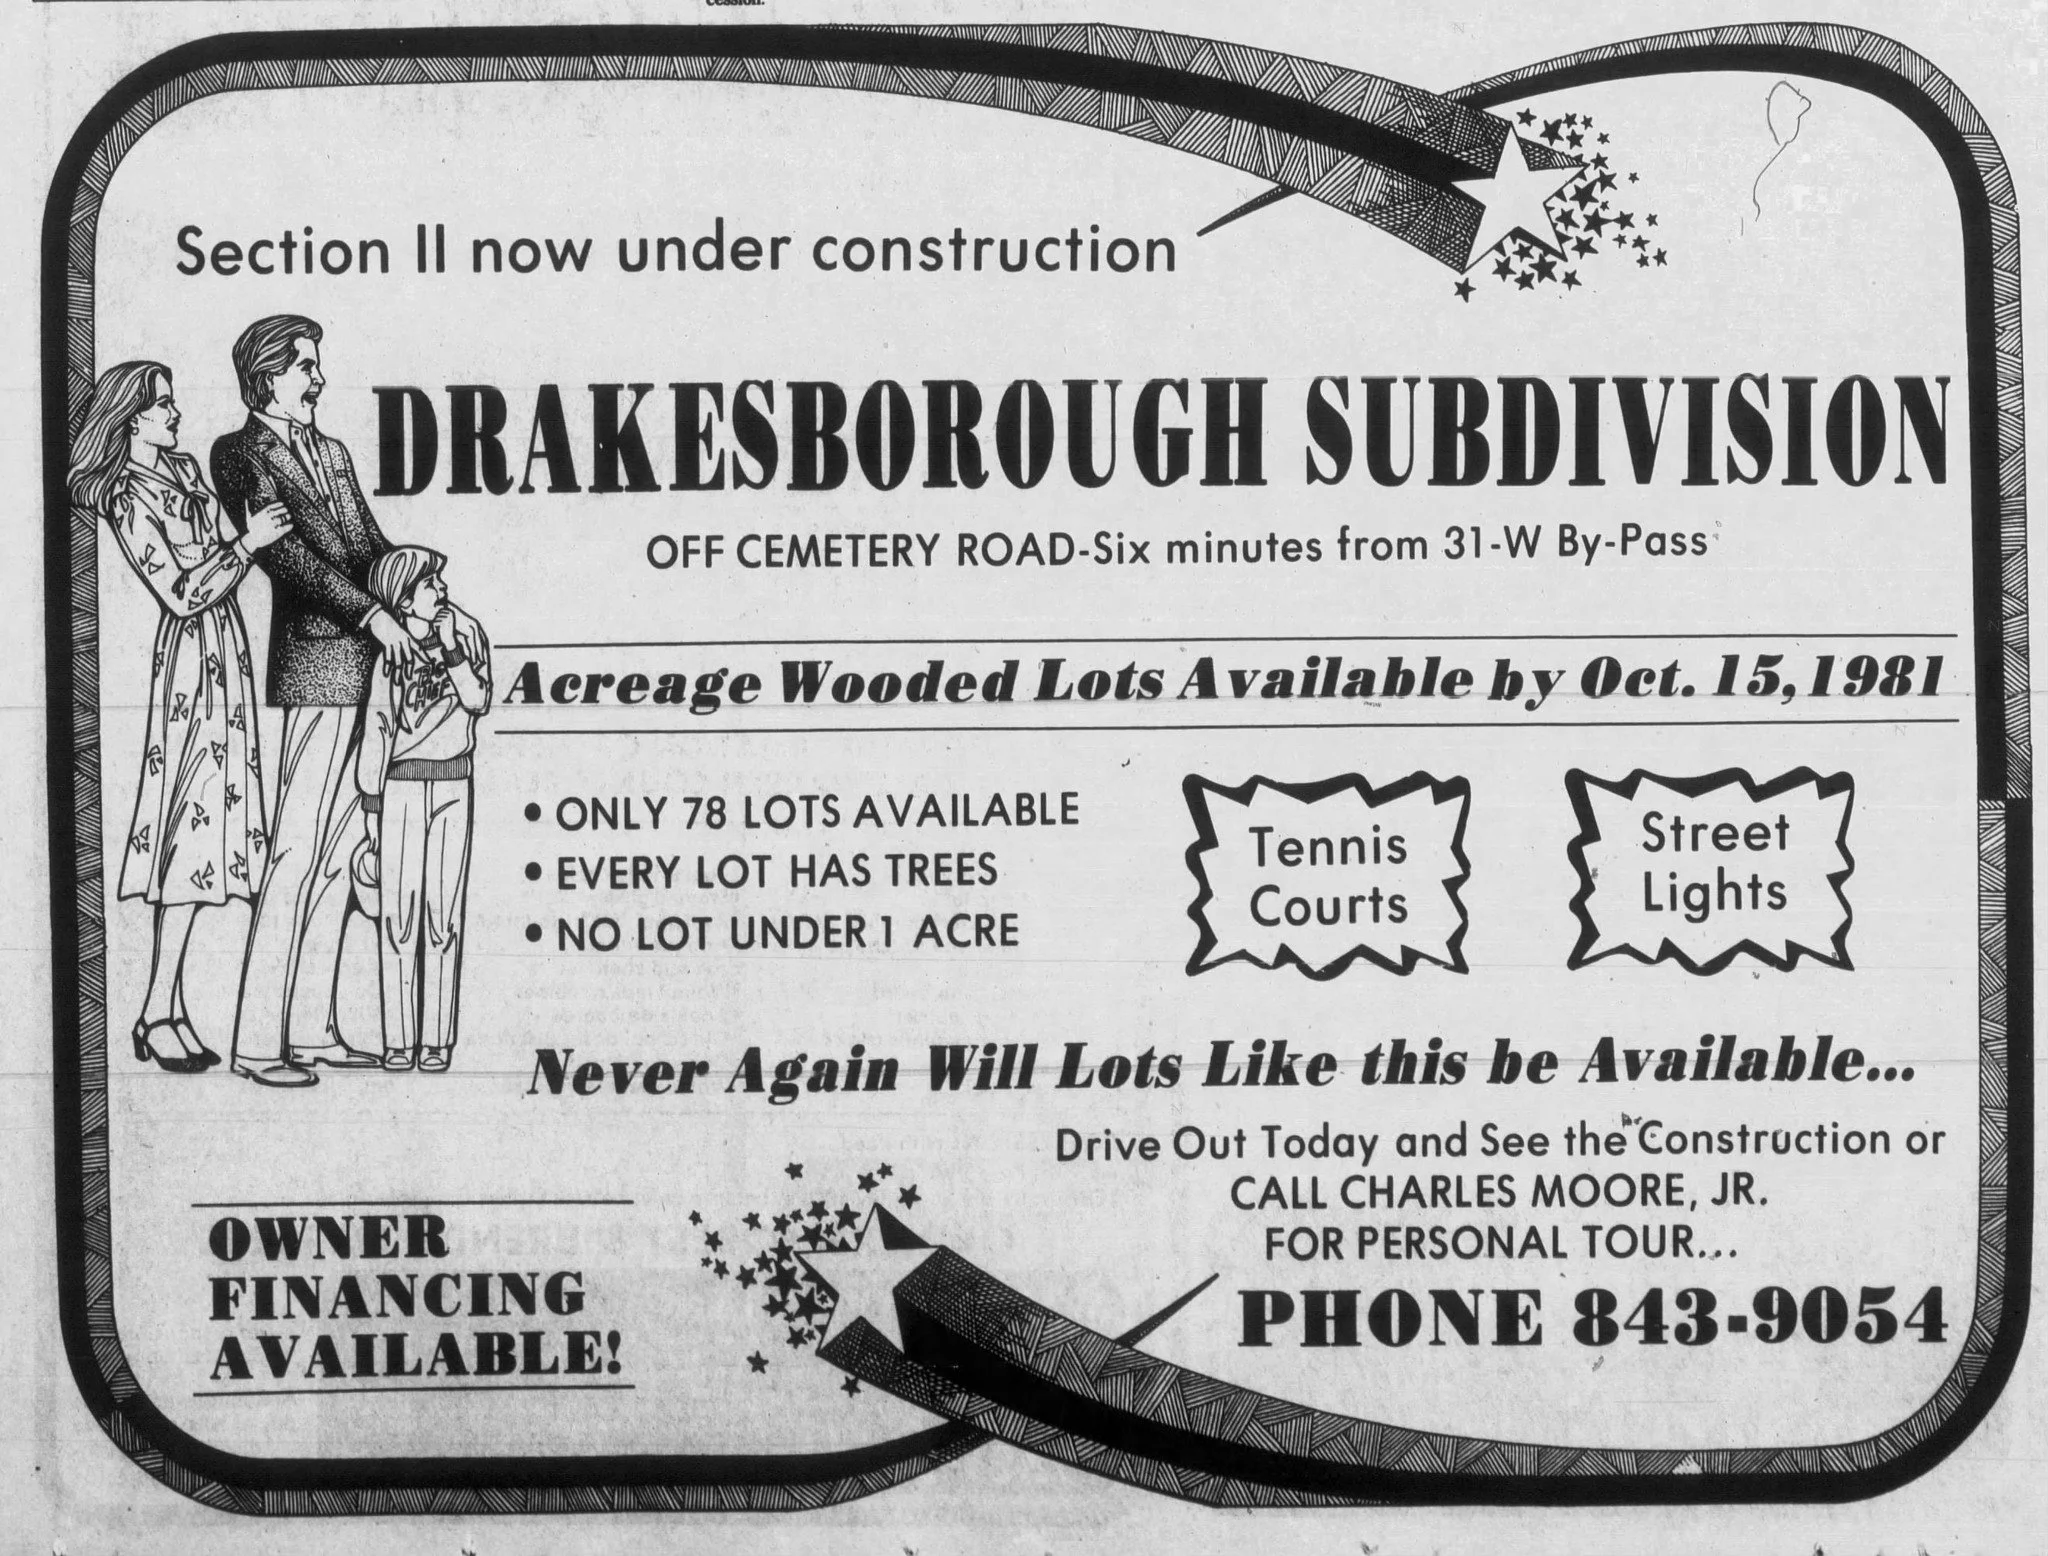 cession.
Section II now under construction
DRAKESBOROUGH SUBDIVISION
OFF CEMETERY ROAD-Six minutes from 31-W By-Pass
Acreage Wooded Lots Available by Oct. 15, 1981
• ONLY 78 LOTS AVAILABLE
• EVERY LOT HAS TREES
• NO LOT UNDER 1 ACRE
Tennis
Courts
Street
Lights
Never Again Will Lots Like this be Available...
Drive Out Today and See the Construction or
CALL CHARLES MOORE, JR.
FOR PERSONAL TOUR...
PHONE 843-9054
OWNER
FINANCING
AVAILABLE!
CHIEF